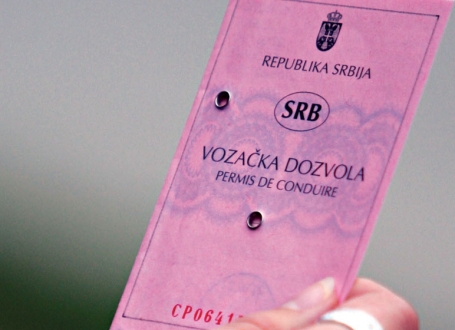 REPUBLIKA SRBIJA
SRB
VOZAČKA DOZVOLA
PERMIS DE CONDUIRE
CP0641